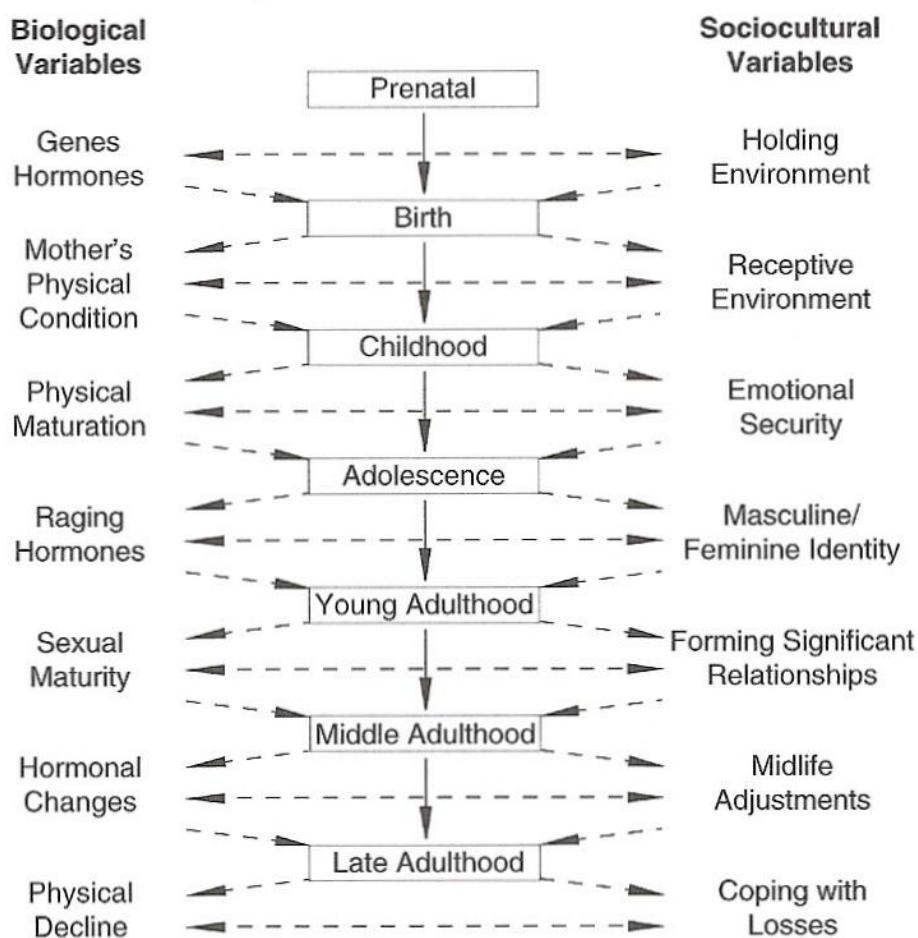 Biological
Variables
Sociocultural
Variables
Prenatal
Genes
Hormones
Holding
Environment
Birth
Mother's
Physical
Condition
Receptive
Environment
Childhood
Physical
Maturation
Emotional
Security
Adolescence
Raging
Hormones
Masculine/
Feminine Identity
Young Adulthood
Sexual
Maturity
Forming Significant
Relationships
Middle Adulthood
Hormonal
Changes
Midlife
Adjustments
Late Adulthood
Physical
Decline
Coping with
Losses